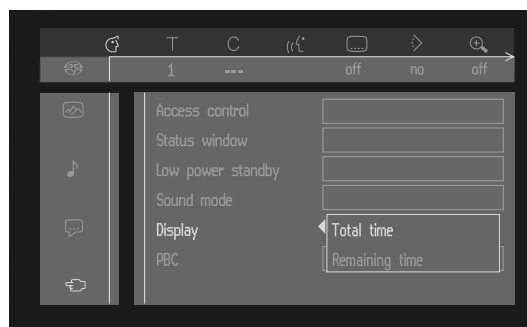 T C
1 --- off no off
Access control
Status window
Low power standby
Sound mode
Display Total time
PBC Remaining time